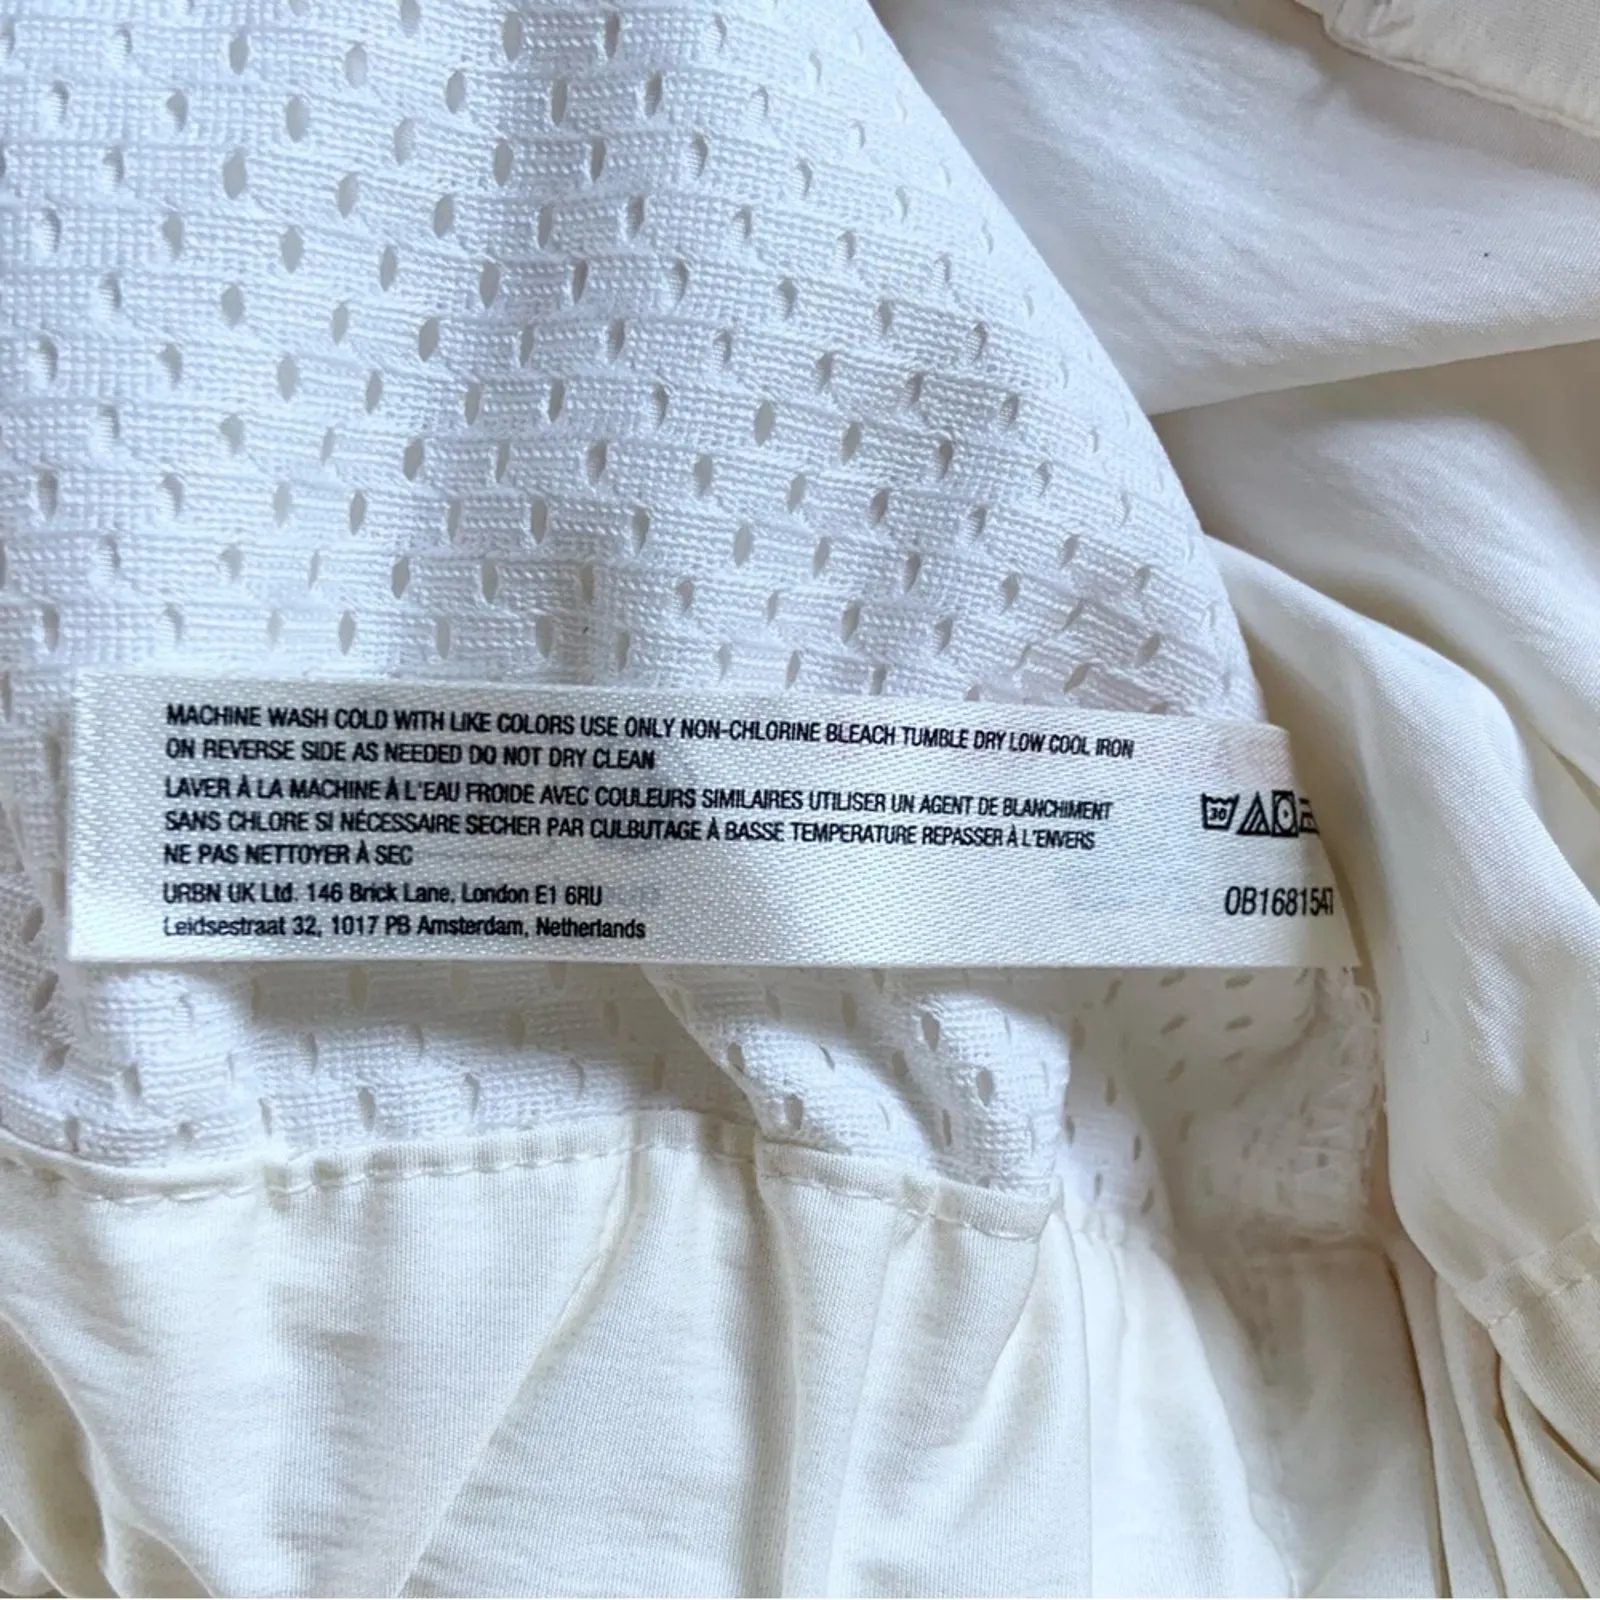 MACHINE WASH COLD WITH LIKE COLORS USE ONLY NON-CHLORINE BLEACH TUMBLE DRY LOW COOL IRON
ON REVERSE SIDE AS NEEDED DO NOT DRY CLEAN
LAVER À LA MACHINE À L'EAU FROIDE AVEC COULEURS SIMILAIRES UTILISER UN AGENT DE BLANCHIMENT
SANS CHLORE SI NÉCESSAIRE SECHER PAR CULBUTAGE À BASSE TEMPERATURE REPASSER À L'ENVERS
NE PAS NETTOYER À SEC
30
URBN UK Ltd. 146 Brick Lane, London E1 6RU
Leidsestraat 32, 1017 PB Amsterdam, Netherlands
OB1681547